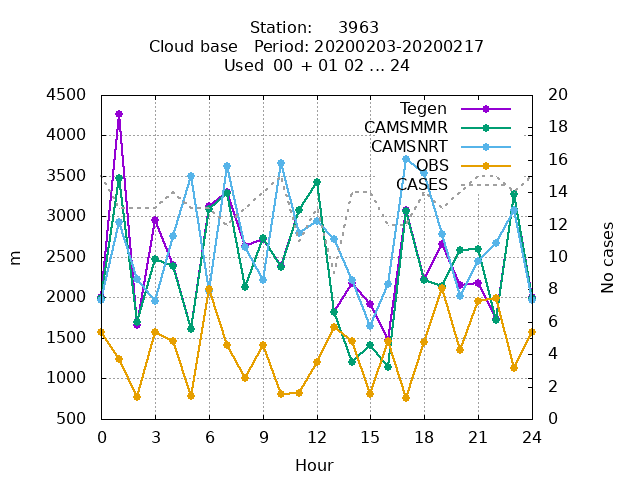 Station: 3963
Cloud base Period: 20200203-20200217
Used 00 + 01 02 ... 24
4500
4000
3500
3000
2500
2000
1500
1000
500
m
20
18
16
14
12
10
8
6
4
2
0
No cases
Tegen
CAMSMMR
CAMSNRT
OBS
CASES
0 3 6 9 12 15 18 21 24
Hour